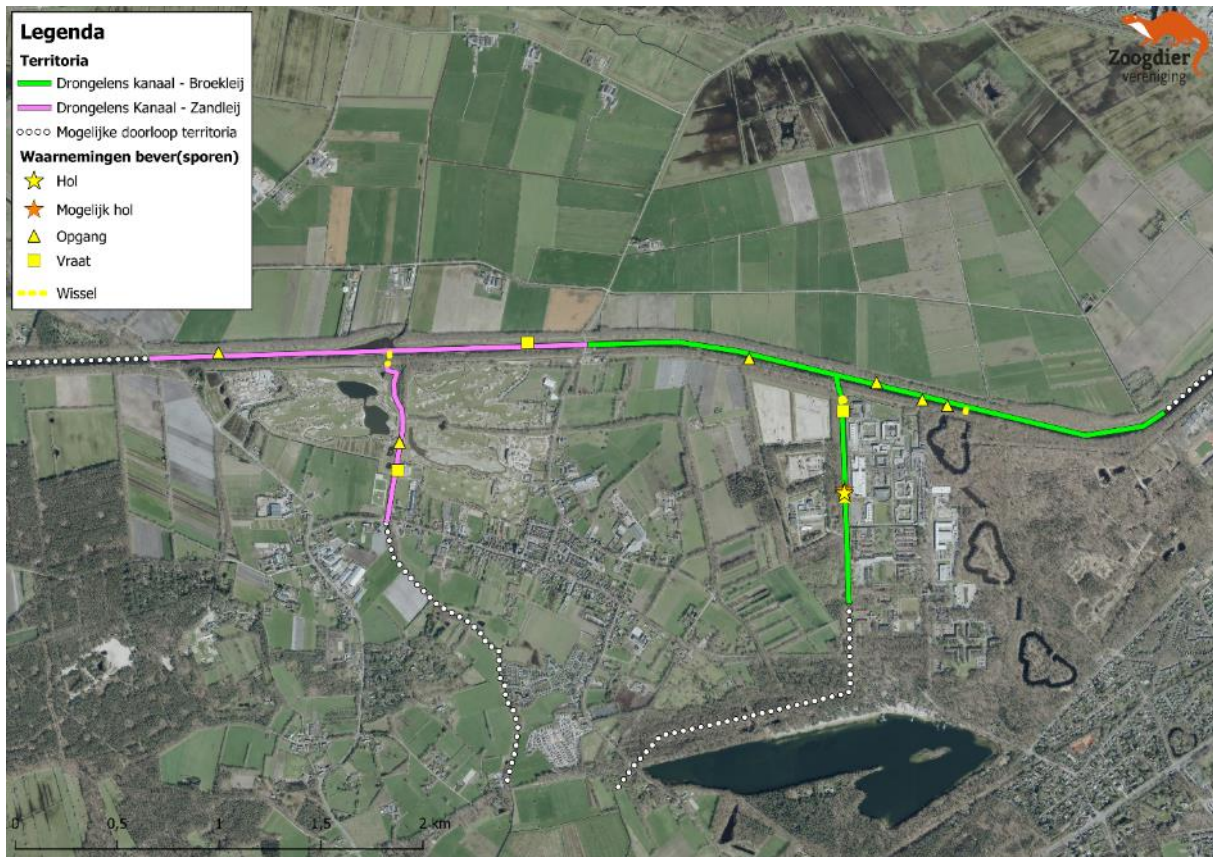 Legenda
Territoria
Drongelens kanaal - Broekleij
Drongelens Kanaal - Zandleij
Mogelijke doorloop territoria
Waarnemingen bever(sporen)
Hol
Mogelijk hol
Opgang
Vraat
Wissel
Zoogdier
vereniging
0 0,5 1 1,5 2 km